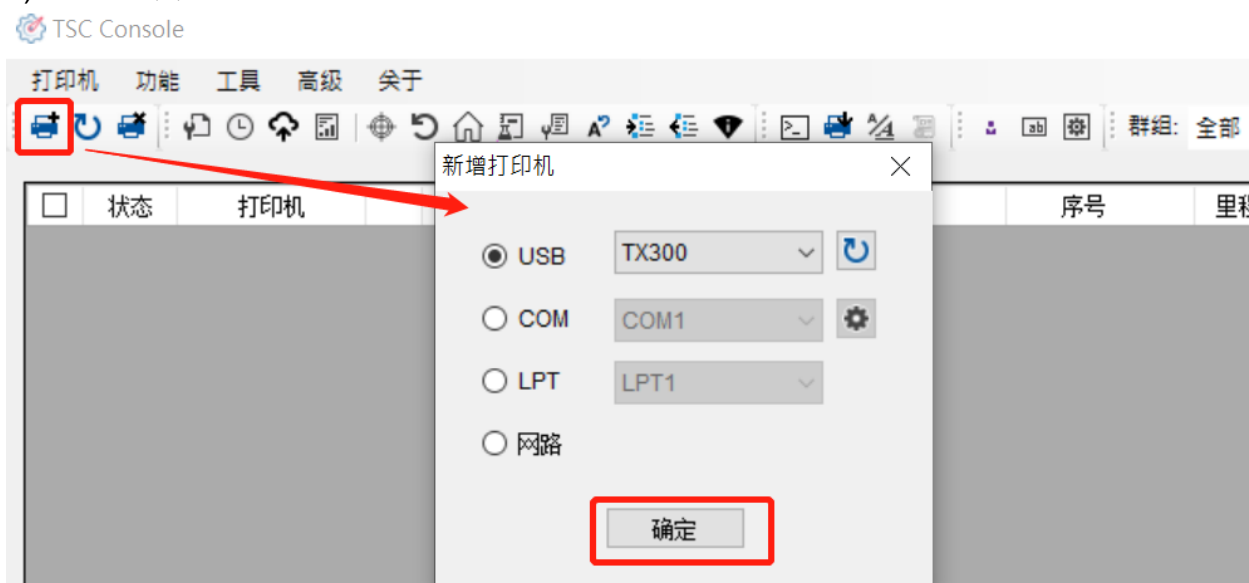 TSC Console
打印机 功能 工具 高级 关于
群组: 全部
新增打印机
状态 打印机 序号
USB TX300
COM COM1
LPT LPT1
网路
确定